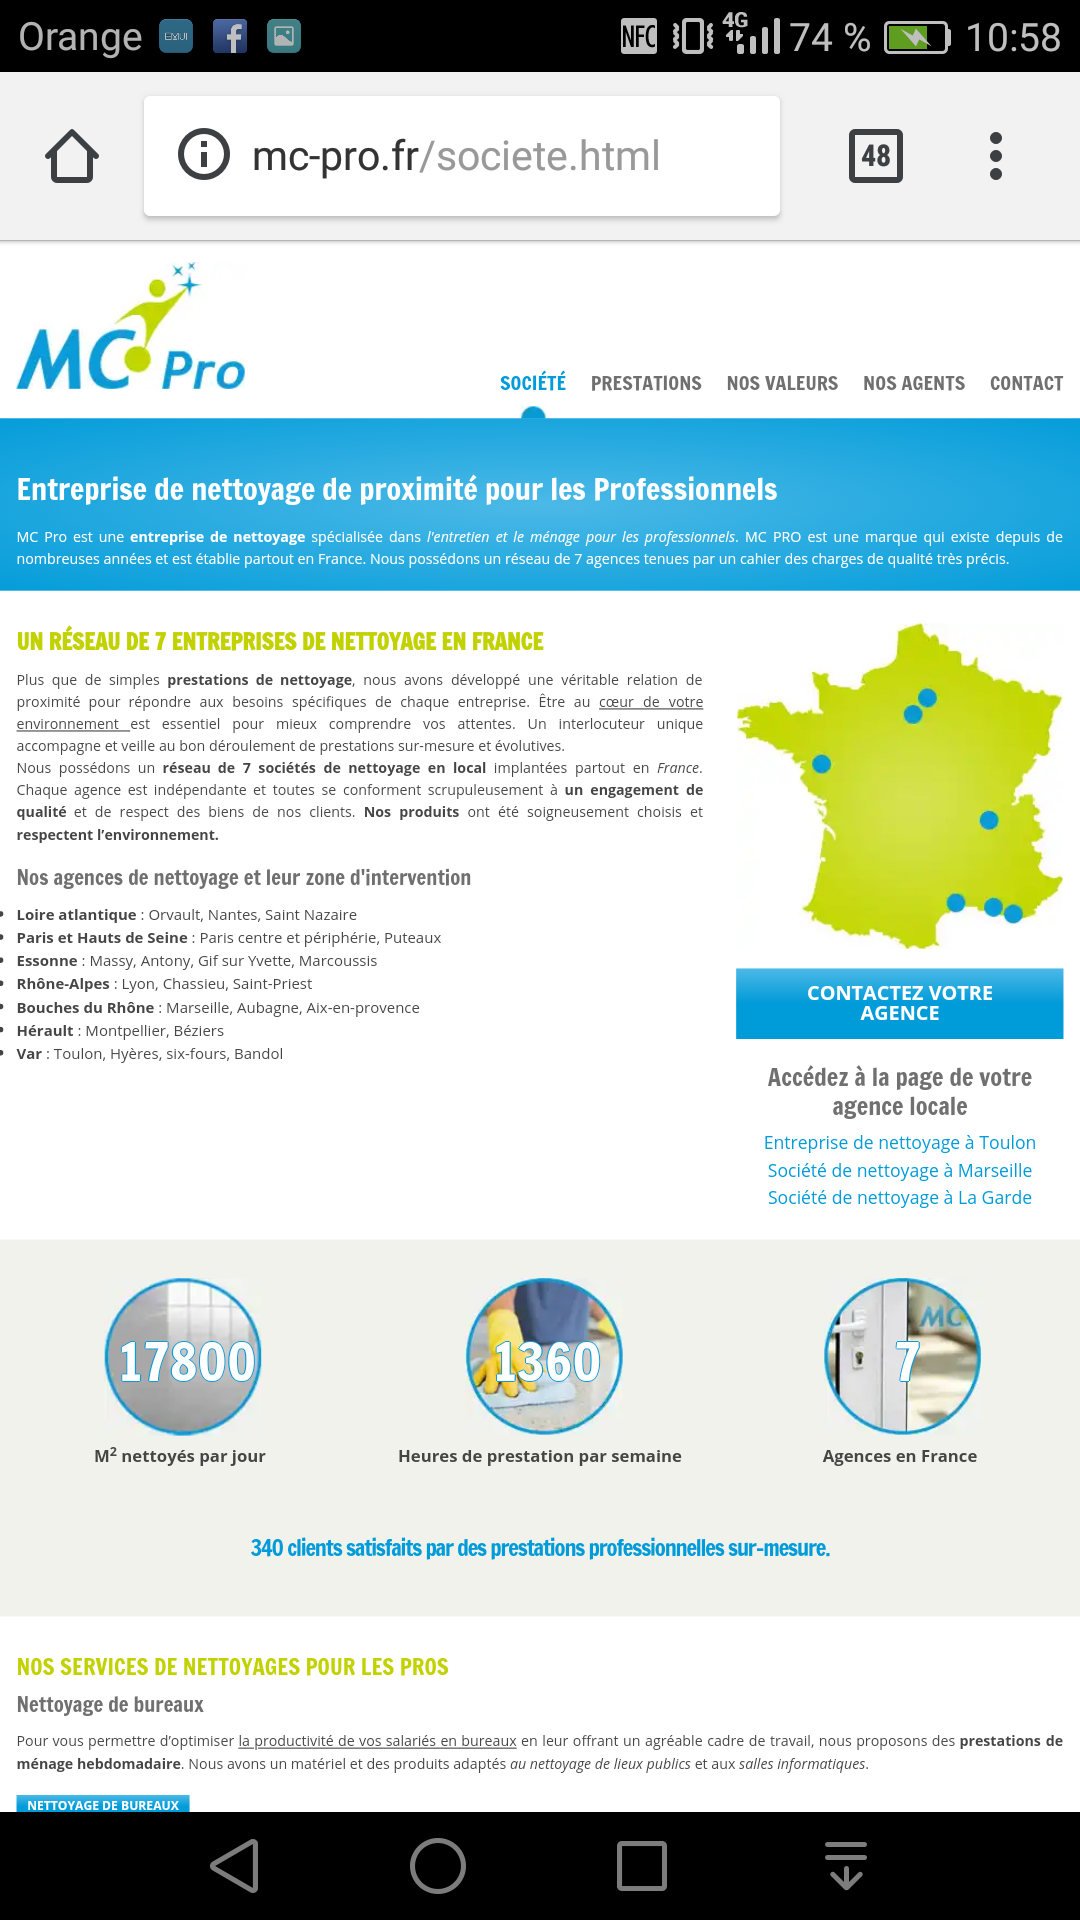 Orange EMUI NFC 4G 74 % 10:58
mc-pro.fr/societe.html
48
MC Pro
SOCIÉTÉ PRESTATIONS NOS VALEURS NOS AGENTS CONTACT
Entreprise de nettoyage de proximité pour les Professionnels
MC Pro est une entreprise de nettoyage spécialisée dans l'entretien et le ménage pour les professionnels. MC PRO est une marque qui existe depuis de
nombreuses années et est établie partout en France. Nous possédons un réseau de 7 agences tenues par un cahier des charges de qualité très précis.
UN RÉSEAU DE 7 ENTREPRISES DE NETTOYAGE EN FRANCE
Plus que de simples prestations de nettoyage, nous avons développé une véritable relation de
proximité pour répondre aux besoins spécifiques de chaque entreprise. Être au cœur de votre
environnement est essentiel pour mieux comprendre vos attentes. Un interlocuteur unique
accompagne et veille au bon déroulement de prestations sur-mesure et évolutives.
Nous possédons un réseau de 7 sociétés de nettoyage en local implantées partout en France.
Chaque agence est indépendante et toutes se conforment scrupuleusement à un engagement de
qualité et de respect des biens de nos clients. Nos produits ont été soigneusement choisis et
respectent l’environnement.
Nos agences de nettoyage et leur zone d'intervention
Loire atlantique : Orvault, Nantes, Saint Nazaire
Paris et Hauts de Seine : Paris centre et périphérie, Puteaux
Essonne : Massy, Antony, Gif sur Yvette, Marcoussis
Rhône-Alpes : Lyon, Chassieu, Saint-Priest
Bouches du Rhône : Marseille, Aubagne, Aix-en-provence
Hérault : Montpellier, Béziers
Var : Toulon, Hyères, six-fours, Bandol
CONTACTEZ VOTRE
AGENCE
Accédez à la page de votre
agence locale
Entreprise de nettoyage à Toulon
Société de nettoyage à Marseille
Société de nettoyage à La Garde
17800 1360 MC 7
M² nettoyés par jour Heures de prestation par semaine Agences en France
340 clients satisfaits par des prestations professionnelles sur-mesure.
NOS SERVICES DE NETTOYAGES POUR LES PROS
Nettoyage de bureaux
Pour vous permettre d’optimiser la productivité de vos salariés en bureaux en leur offrant un agréable cadre de travail, nous proposons des prestations de
ménage hebdomadaire. Nous avons un matériel et des produits adaptés au nettoyage de lieux publics et aux salles informatiques.
NETTOYAGE DE BUREAUX